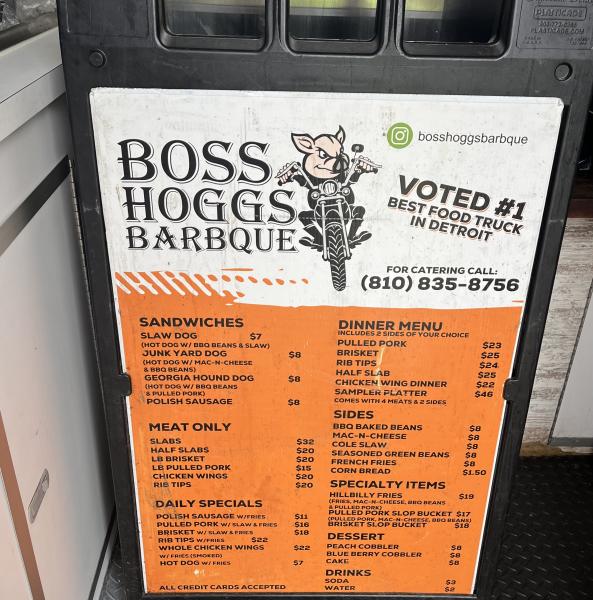 PLASTICADE
PLASTICADE.COM
bosshoggsbarbque
BOSS
HOGGS
BARBQUE
VOTED #1
BEST FOOD TRUCK
IN DETROIT
FOR CATERING CALL:
(810) 835-8756
SANDWICHES
SLAW DOG $7
(HOT DOG W/ BBQ BEANS & SLAW)
JUNK YARD DOG $8
(HOT DOG W/ MAC-N-CHEESE
& BBQ BEANS)
GEORGIA HOUND DOG $8
(HOT DOG W/ BBQ BEANS
& PULLED PORK)
POLISH SAUSAGE $8
MEAT ONLY
SLABS $32
HALF SLABS $20
LB BRISKET $20
LB PULLED PORK $15
CHICKEN WINGS $20
RIB TIPS $20
DAILY SPECIALS
POLISH SAUSAGE W/FRIES $11
PULLED PORK W/ SLAW & FRIES $16
BRISKET W/ SLAW & FRIES $18
RIB TIPS W/FRIES $22
WHOLE CHICKEN WINGS $22
W/ FRIES (SMOKED)
HOT DOG W/ FRIES $7
ALL CREDIT CARDS ACCEPTED
DINNER MENU
INCLUDES 2 SIDES OF YOUR CHOICE
PULLED PORK $23
BRISKET $25
RIB TIPS $24
HALF SLAB $25
CHICKEN WING DINNER $22
SAMPLER PLATTER $46
COMES WITH 4 MEATS & 2 SIDES
SIDES
BBQ BAKED BEANS $8
MAC-N-CHEESE $8
COLE SLAW $8
SEASONED GREEN BEANS $8
FRENCH FRIES $8
CORN BREAD $1.50
SPECIALTY ITEMS
HILLBILLY FRIES $19
(FRIES, MAC-N-CHEESE, BBQ BEANS
& PULLED PORK)
PULLED PORK SLOP BUCKET $17
(PULLED PORK, MAC-N-CHEESE, BBQ BEANS)
BRISKET SLOP BUCKET $18
DESSERT
PEACH COBBLER $8
BLUE BERRY COBBLER $8
CAKE $8
DRINKS
SODA $3
WATER $2